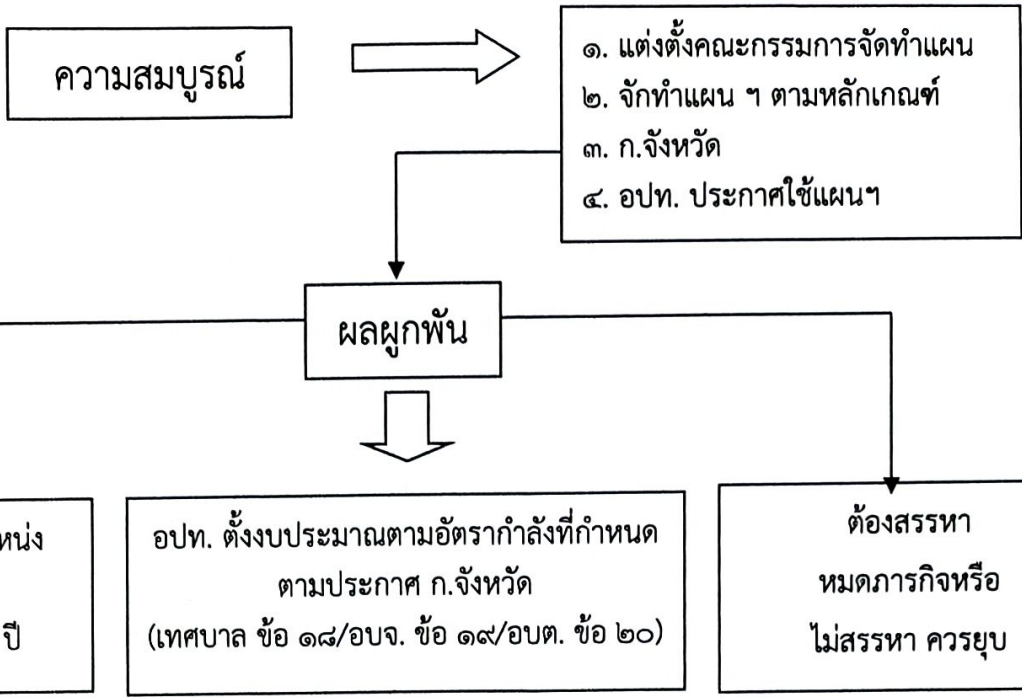 ความสมบูรณ์
๑. แต่งตั้งคณะกรรมการจัดทำแผน
๒. จักทำแผน ฯ ตามหลักเกณฑ์
๓. ก.จังหวัด
๔. อปท. ประกาศใช้แผนฯ
ผลผูกพัน
หน่ง
ปี
อปท. ตั้งงบประมาณตามอัตรากำลังที่กำหนด
ตามประกาศ ก.จังหวัด
(เทศบาล ข้อ ๑๘/อบจ. ข้อ ๑๙/อบต. ข้อ ๒๐)
ต้องสรรหา
หมดภารกิจหรือ
ไม่สรรหา ควรยุบ